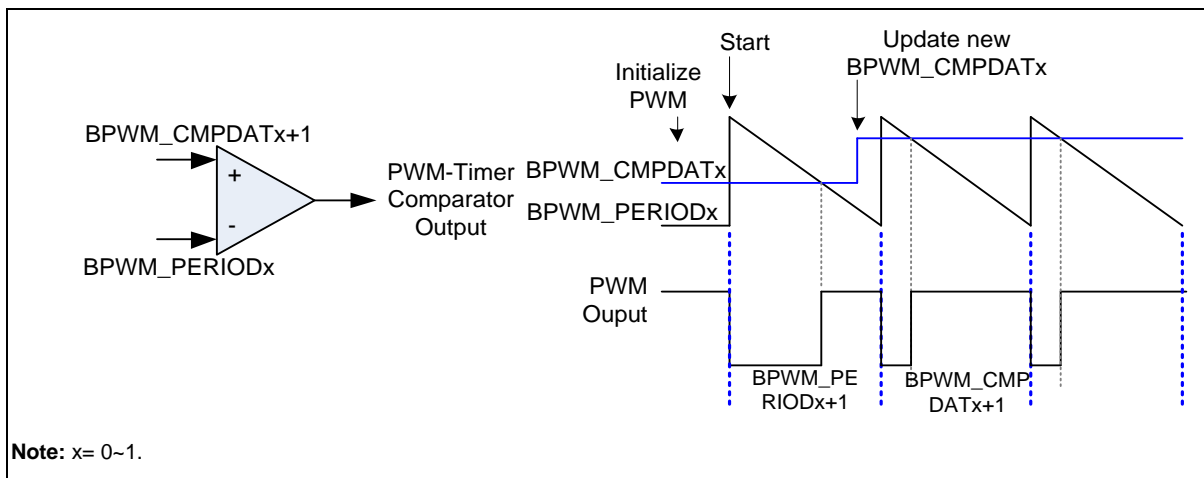 BPWM_CMPDATx+1
+
-
BPWM_PERIODx
PWM-Timer
Comparator
Output
Start
Initialize
PWM
Update new
BPWM_CMPDATx
BPWM_CMPDATx
BPWM_PERIODx
PWM
Ouput
BPWM_PE
RIODx+1
BPWM_CMP
DATx+1
Note: x= 0~1.